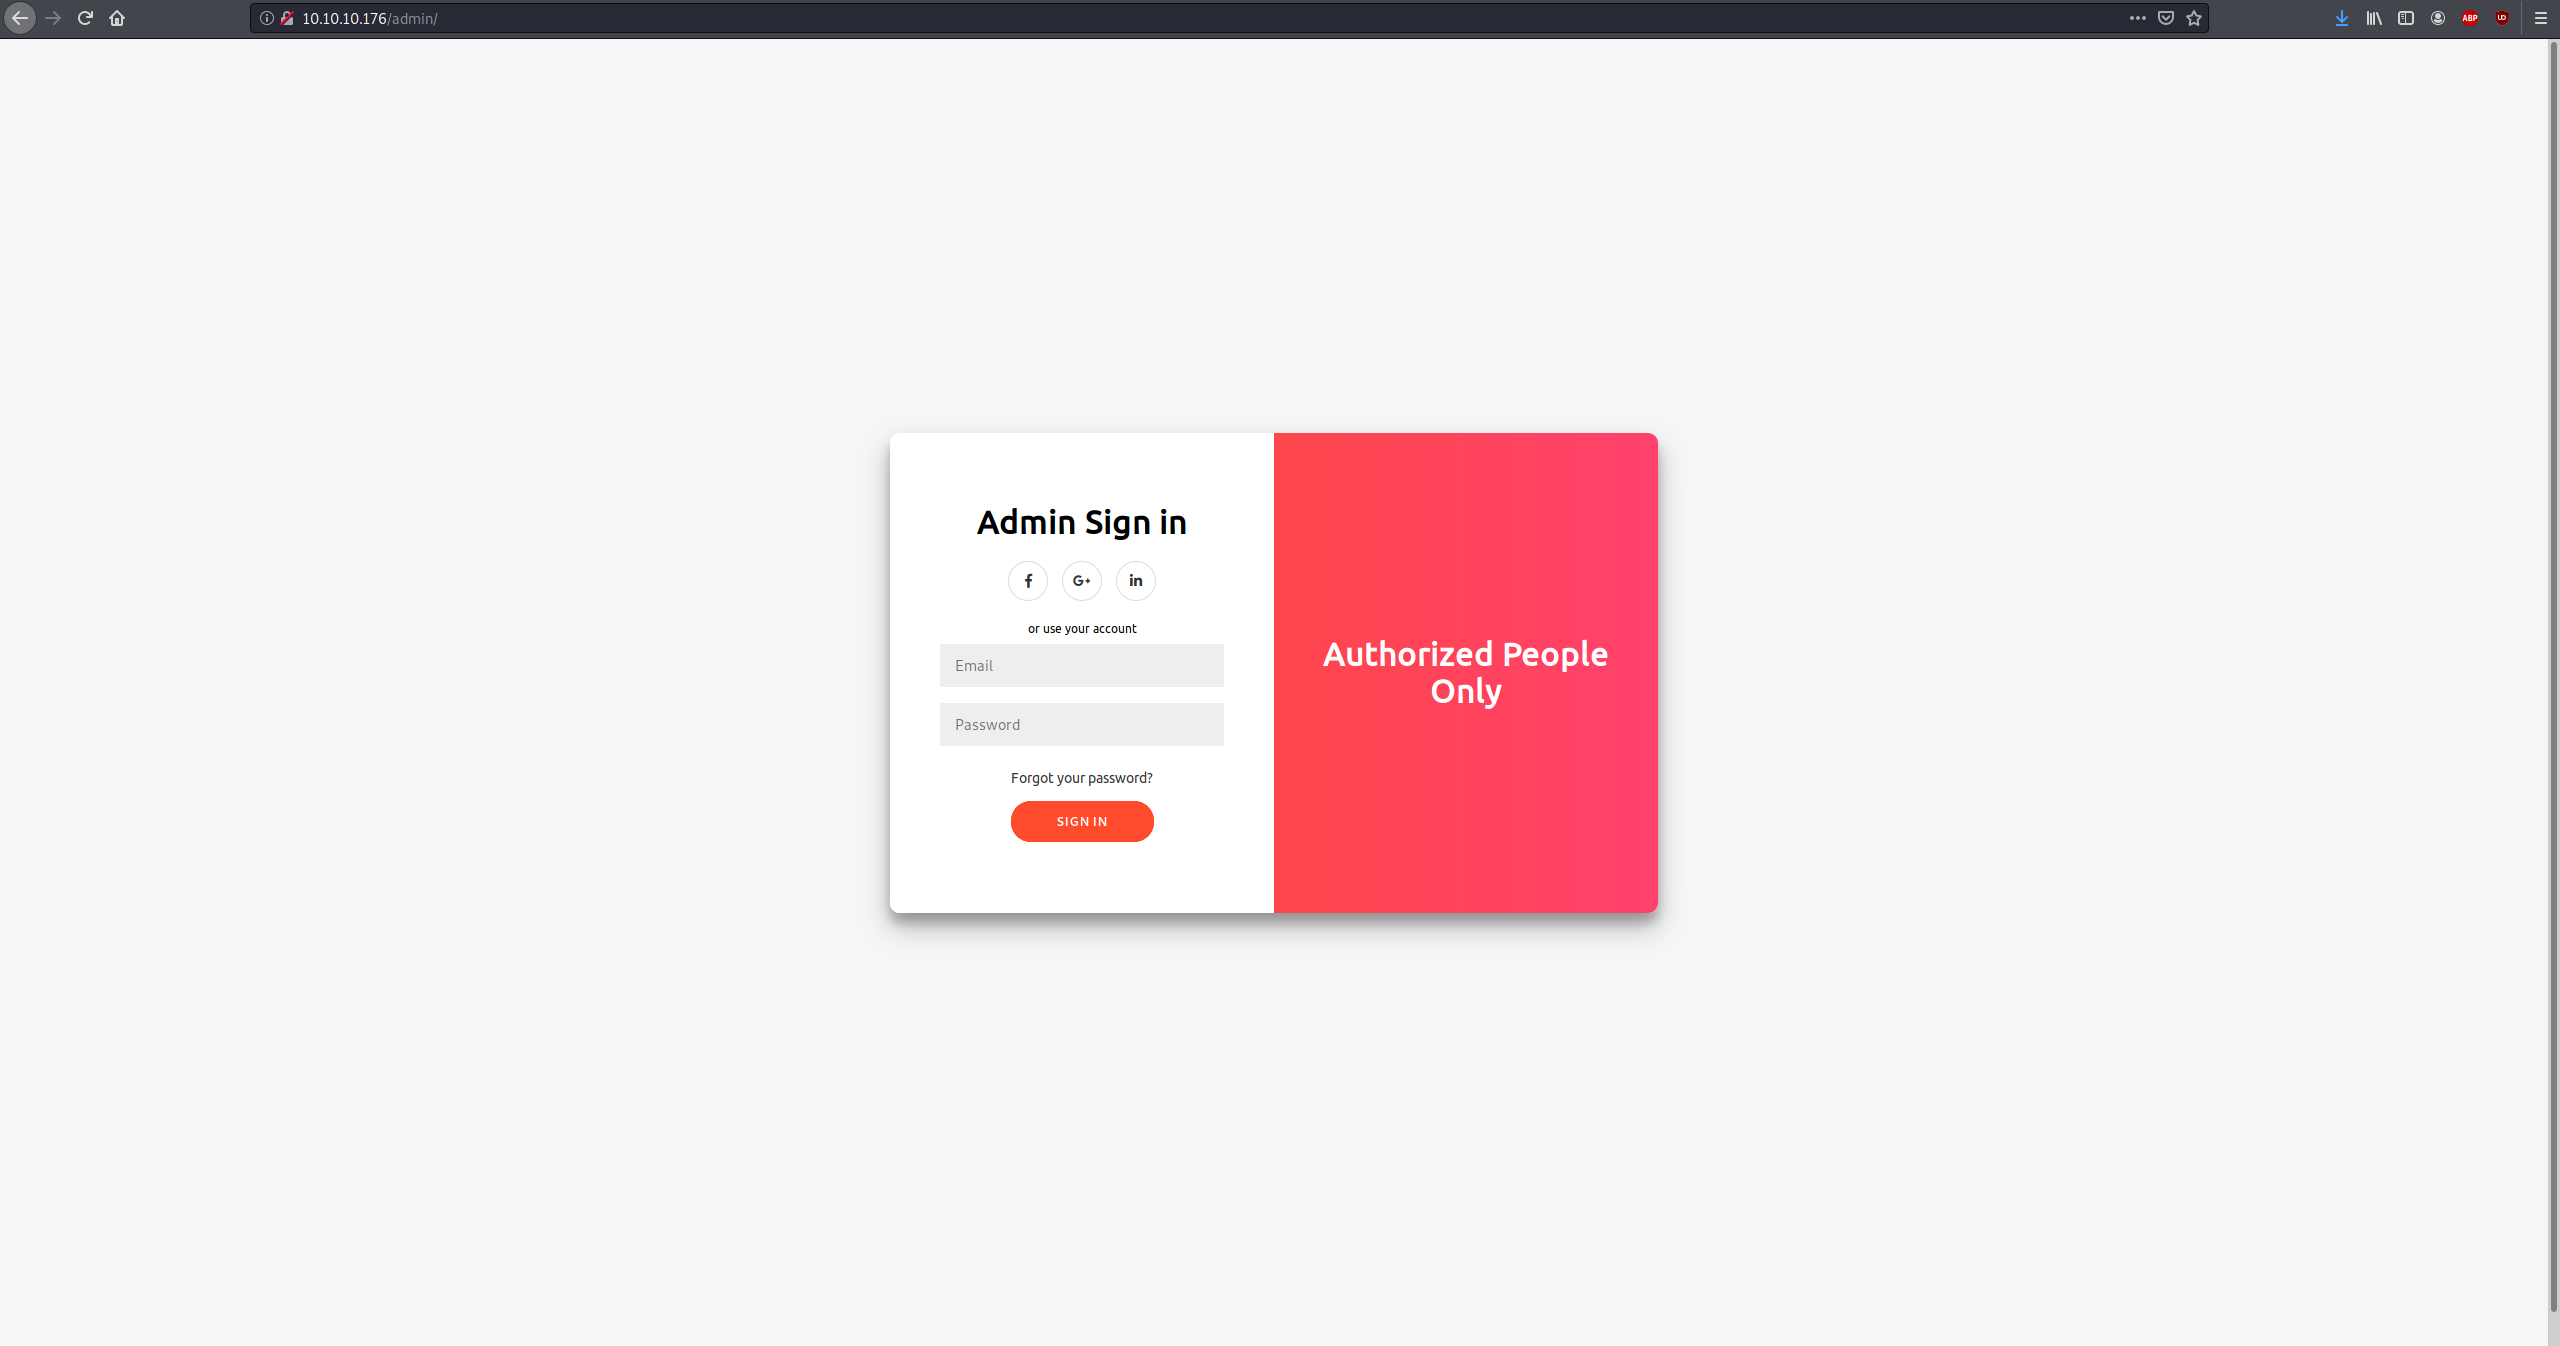 10.10.10.176/admin/
ABP
Admin Sign in
G+
in
or use your account
Email
Password
Forgot your password?
SIGN IN
Authorized People
Only